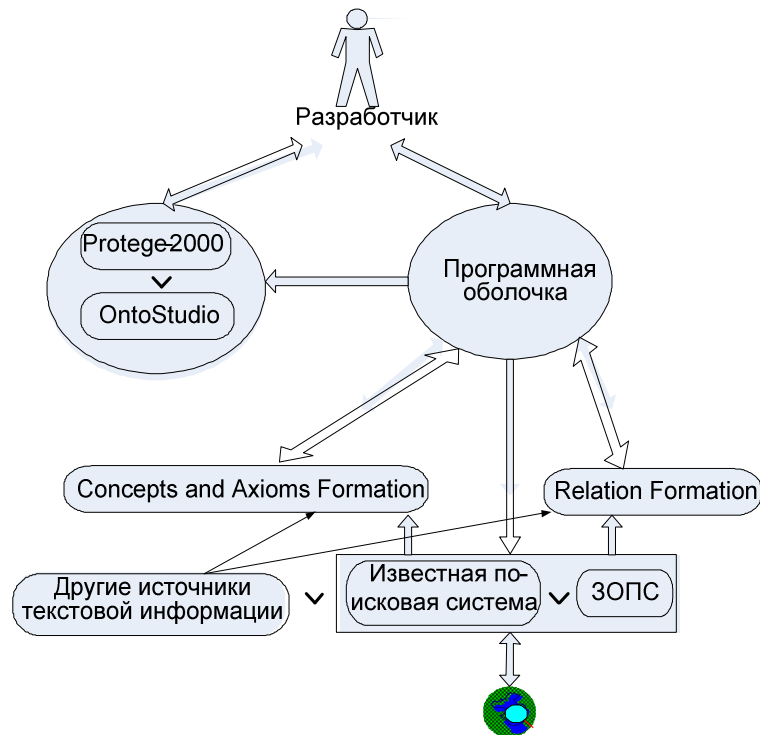 Разработчик
Protege-2000
OntoStudio
Программная
оболочка
Concepts and Axioms Formation
Relation Formation
Другие источники
текстовой информации
Известная по-
исковая система
ЗОПС